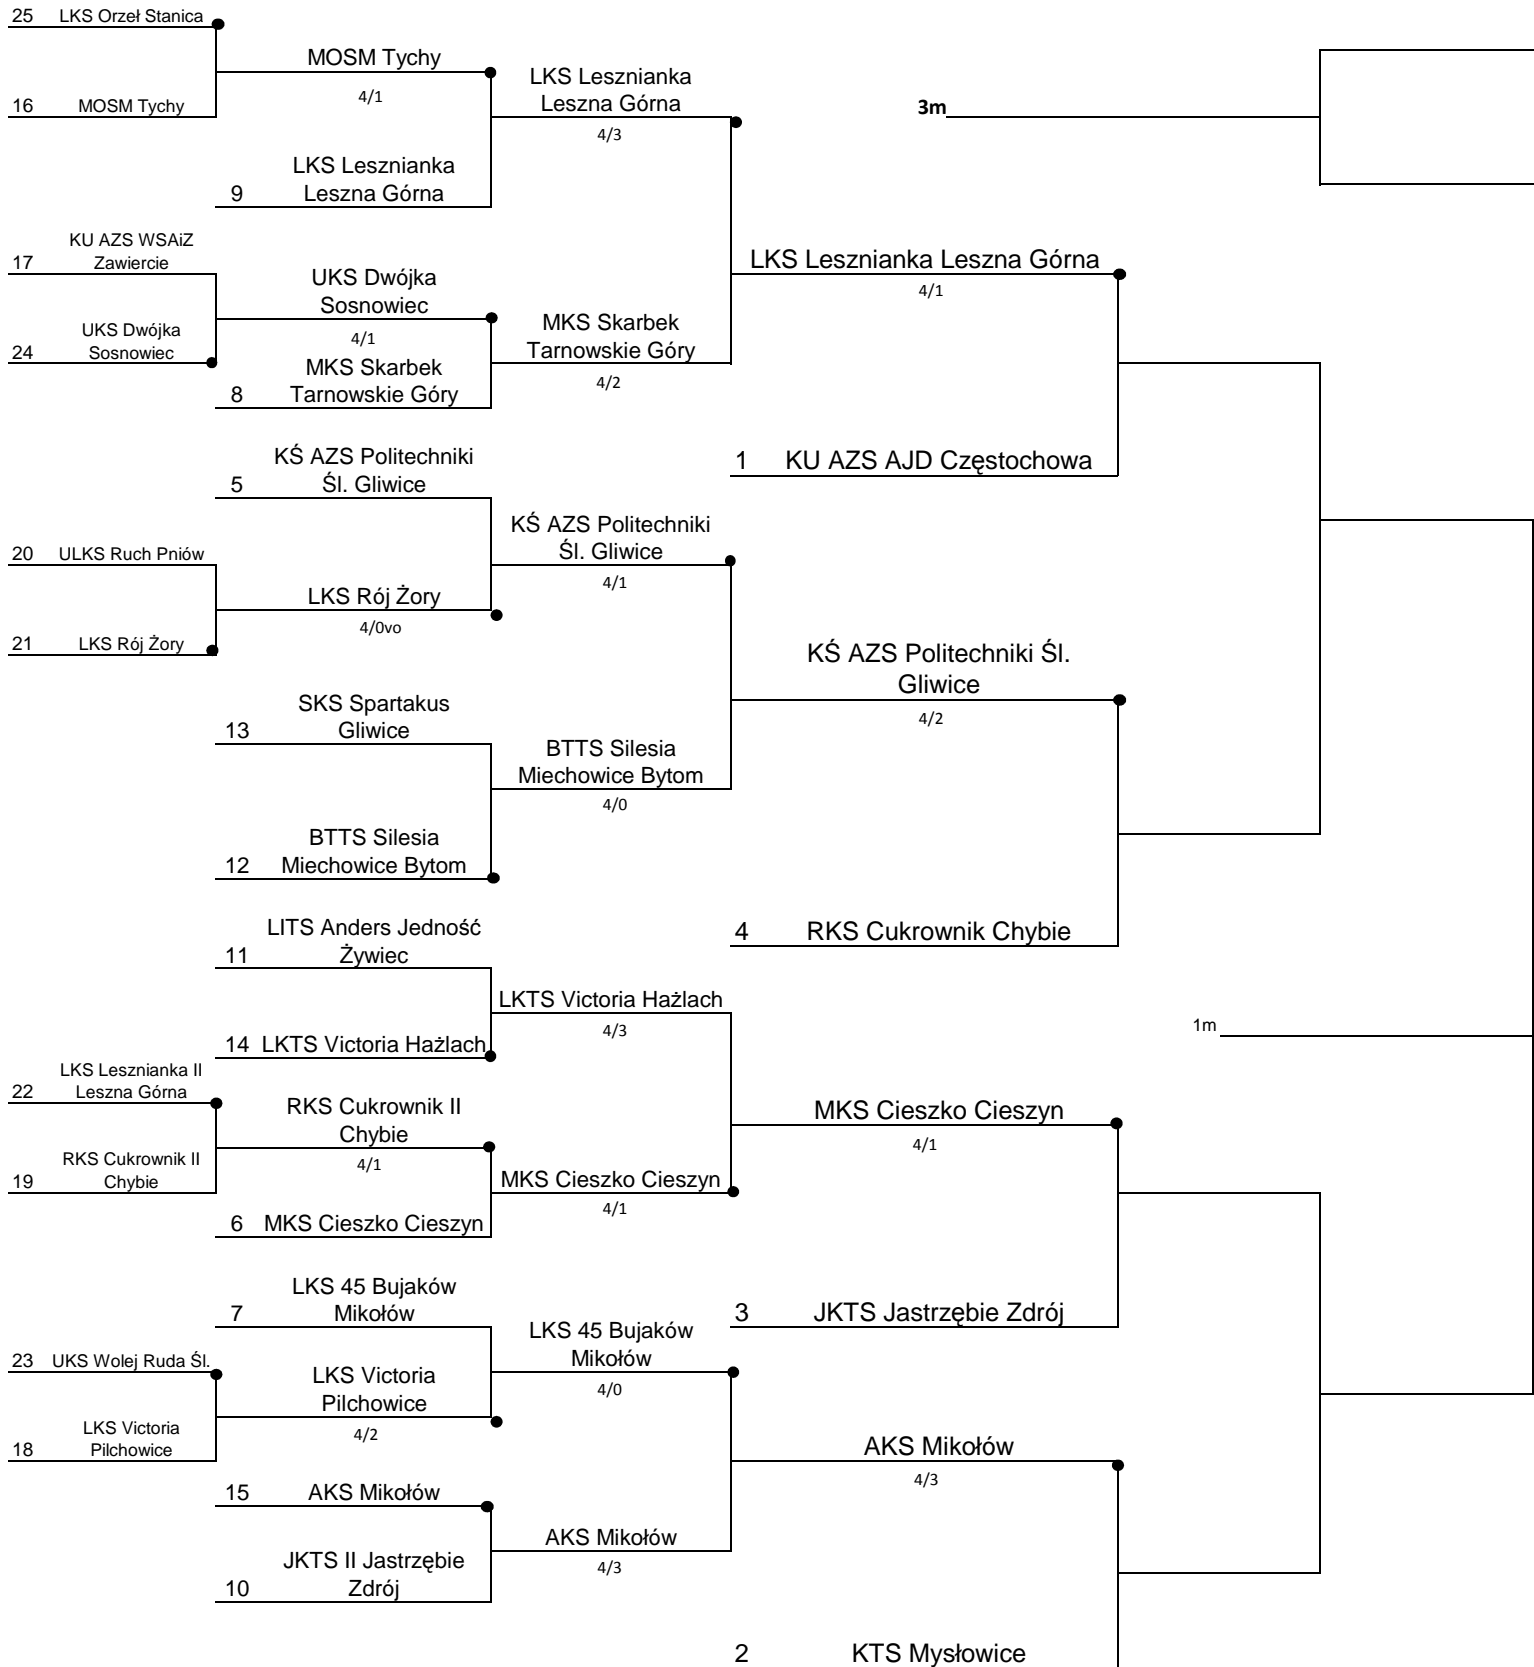 25 LKS Orzeł Stanica
MOSM Tychy
4/1
16 MOSM Tychy
LKS Lesznianka
Leszna Górna
4/3
3m
LKS Lesznianka
9 Leszna Górna
KU AZS WSAiZ
17 Zawiercie
UKS Dwójka
Sosnowiec
4/1
UKS Dwójka
24 Sosnowiec
LKS Lesznianka Leszna Górna
4/1
MKS Skarbek
Tarnowskie Góry
4/2
MKS Skarbek
8 Tarnowskie Góry
1 KU AZS AJD Częstochowa
KŚ AZS Politechniki
5 Śl. Gliwice
KŚ AZS Politechniki
Śl. Gliwice
4/1
20 ULKS Ruch Pniów
LKS Rój Żory
4/0vo
21 LKS Rój Żory
KŚ AZS Politechniki Śl.
Gliwice
4/2
SKS Spartakus
13 Gliwice
BTTS Silesia
Miechowice Bytom
4/0
BTTS Silesia
12 Miechowice Bytom
4 RKS Cukrownik Chybie
LITS Anders Jedność
11 Żywiec
LKTS Victoria Hażlach
4/3
1m
14 LKTS Victoria Hażlach
LKS Lesznianka II
22 Leszna Górna
RKS Cukrownik II
Chybie
4/1
MKS Cieszko Cieszyn
4/1
RKS Cukrownik II
19 Chybie
MKS Cieszko Cieszyn
4/1
6 MKS Cieszko Cieszyn
LKS 45 Bujaków
7 Mikołów
3 JKTS Jastrzębie Zdrój
LKS 45 Bujaków
Mikołów
4/0
23 UKS Wolej Ruda Śl.
LKS Victoria
Pilchowice
4/2
LKS Victoria
18 Pilchowice
AKS Mikołów
4/3
15 AKS Mikołów
AKS Mikołów
4/3
JKTS II Jastrzębie
10 Zdrój
2 KTS Mysłowice